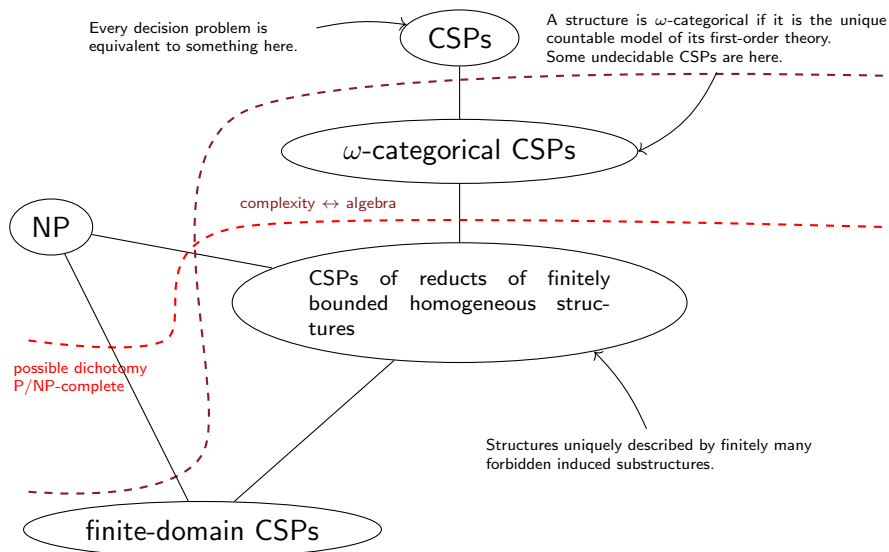 Every decision problem is
equivalent to something here.
CSPs
A structure is ω-categorical if it is the unique
countable model of its first-order theory.
Some undecidable CSPs are here.
ω-categorical CSPs
complexity ↔ algebra
NP
CSPs of reducts of finitely
bounded homogeneous struc-
tures
possible dichotomy
P/NP-complete
Structures uniquely described by finitely many
forbidden induced substructures.
finite-domain CSPs